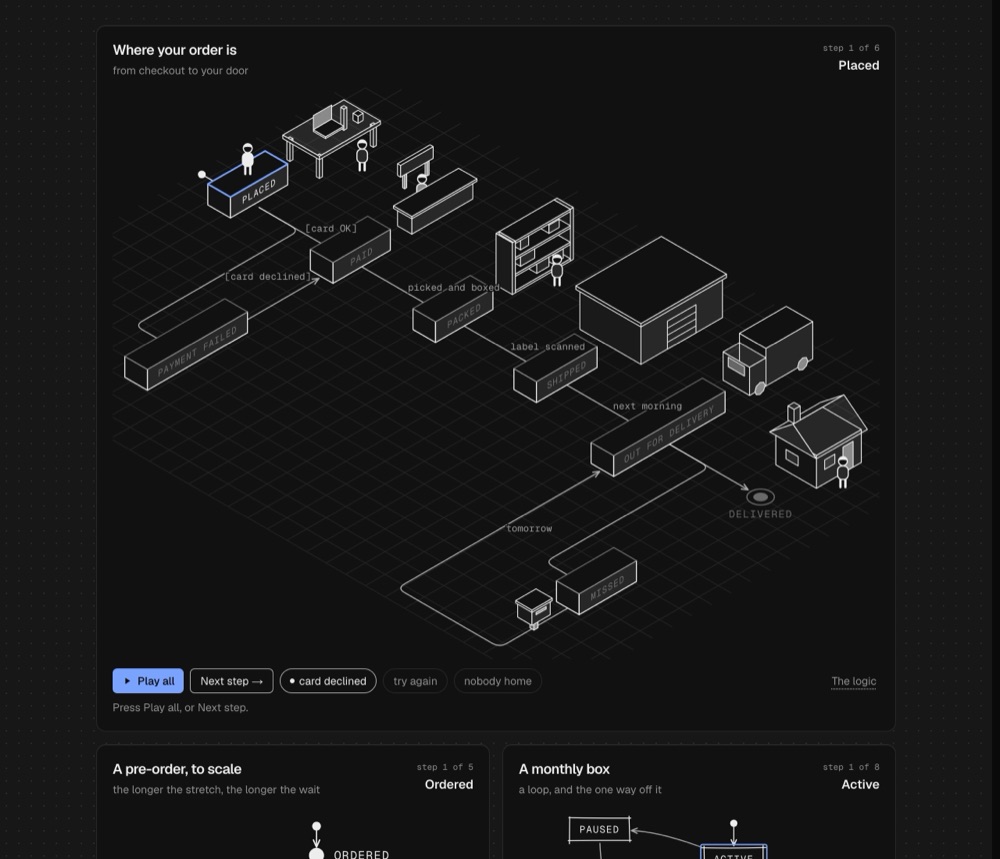 Where your order is
from checkout to your door
step 1 of 6
Placed
PLACED
[card OK]
PAID
[card declined]
picked and boxed
PACKED
PAYMENT FAILED
label scanned
SHIPPED
next morning
OUT FOR DELIVERY
DELIVERED
tomorrow
MISSED
Play all
Next step →
card declined
try again
nobody home
The logic
Press Play all, or Next step.
A pre-order, to scale
the longer the stretch, the longer the wait
step 1 of 5
Ordered
ORDERED
A monthly box
a loop, and the one way off it
step 1 of 8
Active
PAUSED
ACTIVE